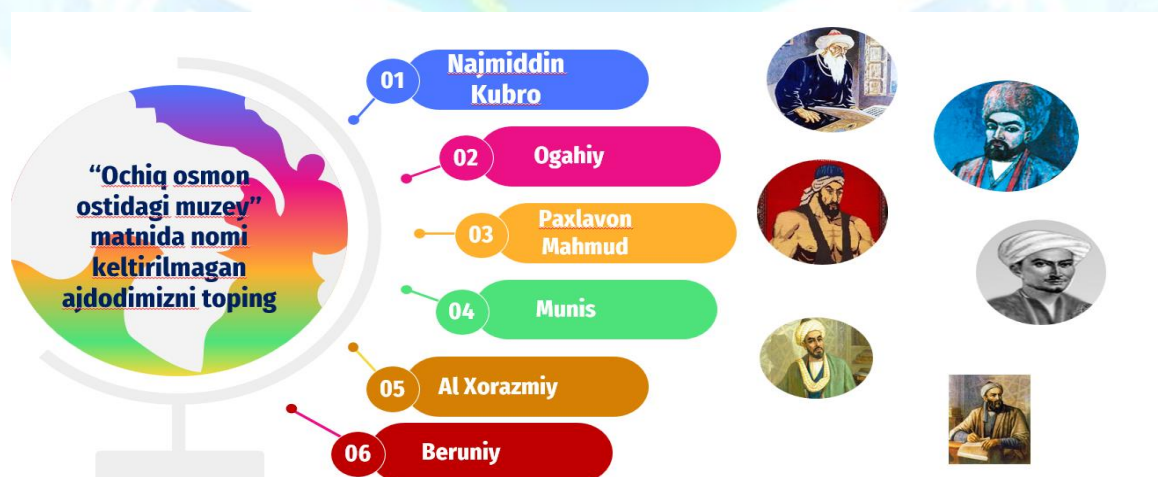 “Ochiq osmon
ostidagi muzey”
matnida nomi
keltirilmagan
ajdodimizni toping
01
Najmiddin
Kubro
02
Ogahiy
03
Paxlavon
Mahmud
04
Munis
05
Al Xorazmiy
06
Beruniy